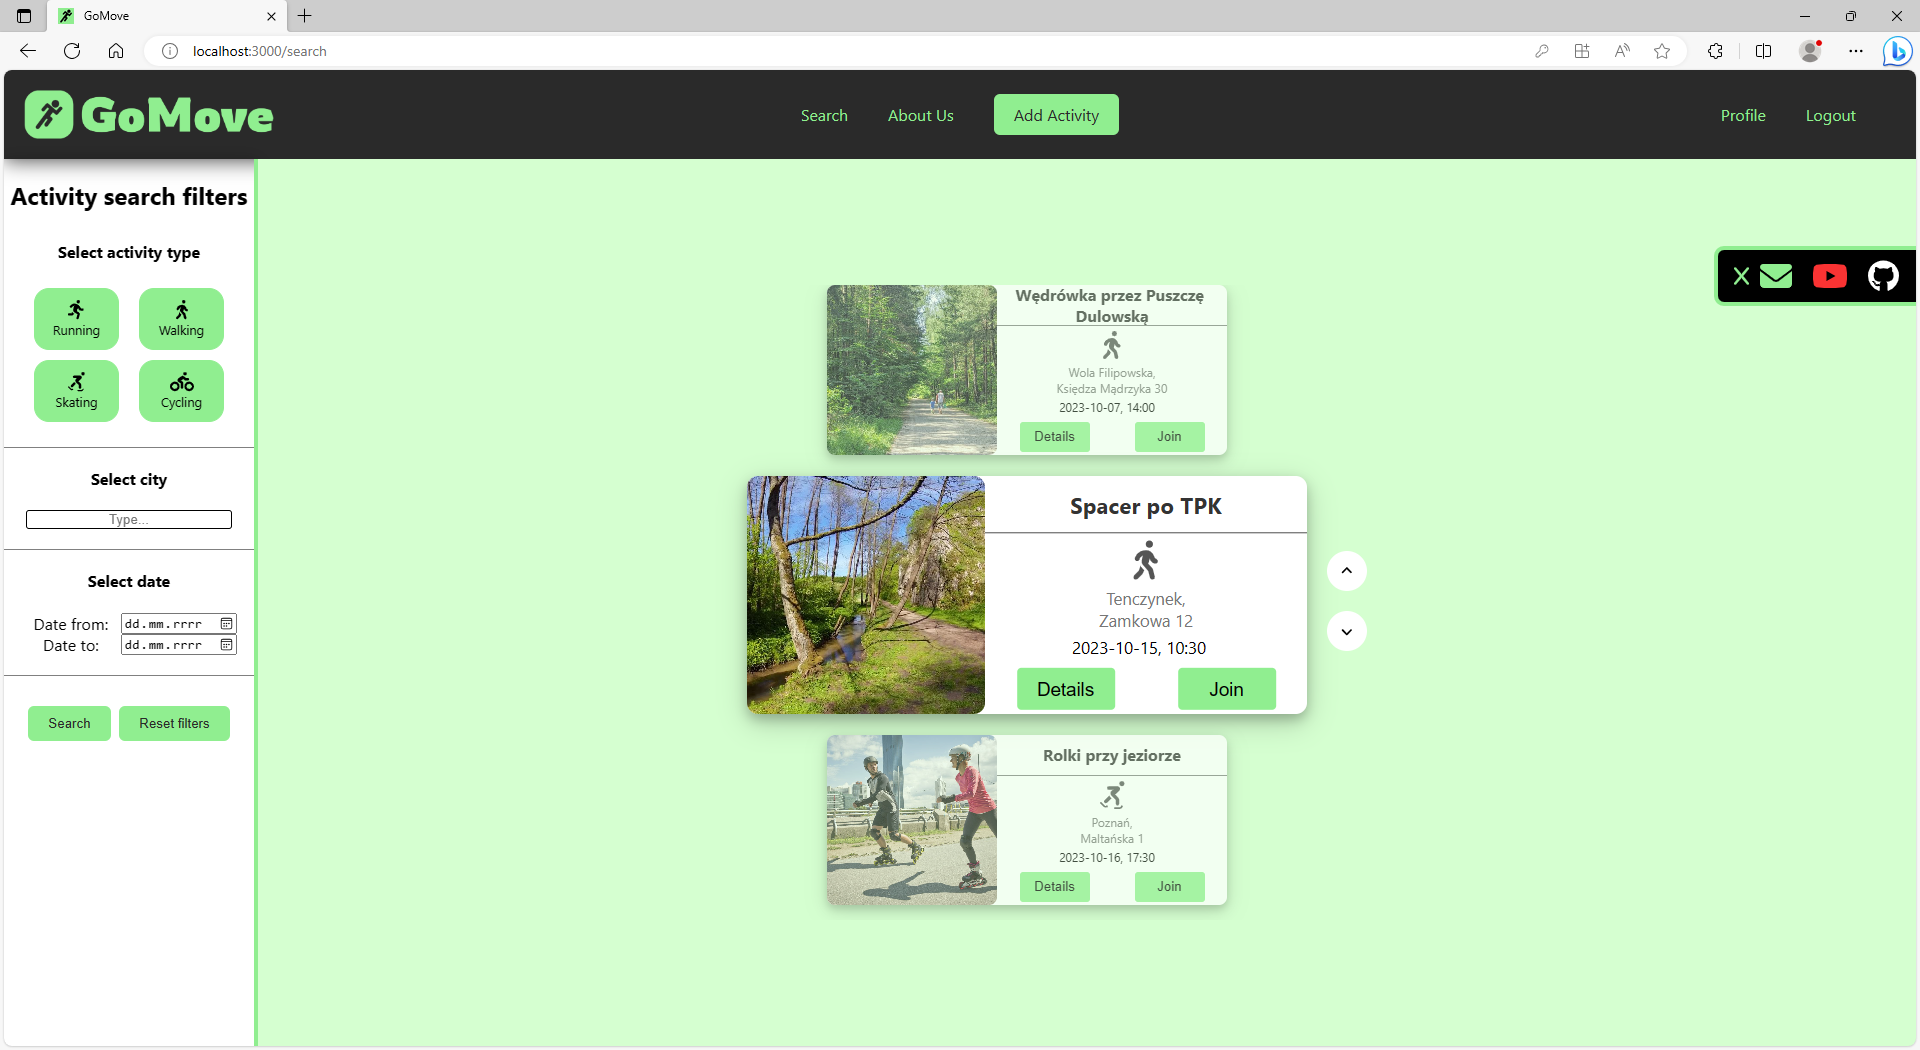 GoMove
localhost:3000/search
GoMove
Search
About Us
Add Activity
Profile
Logout
Activity search filters
Select activity type
Running
Walking
Skating
Cycling
Select city
Type...
Select date
Date from:
dd.mm.rrrr
Date to:
dd.mm.rrrr
Search
Reset filters
Wędrówka przez Puszczę
Dulowską
Wola Filipowska,
Księdza Mądrzyka 30
2023-10-07, 14:00
Details
Join
Spacer po TPK
Tenczynek,
Zamkowa 12
2023-10-15, 10:30
Details
Join
Rolki przy jeziorze
Poznań,
Maltańska 1
2023-10-16, 17:30
Details
Join
X